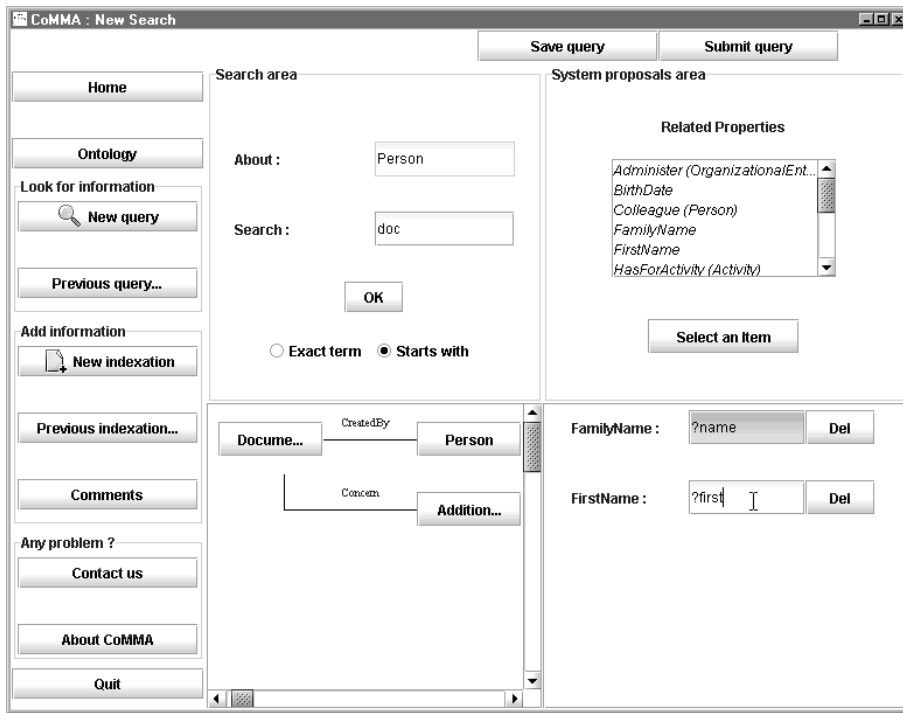 CoMMA : New Search
Save query
Submit query
Home
Ontology
Look for information
New query
Previous query...
Add information
New indexation
Previous indexation...
Comments
Any problem ?
Contact us
About CoMMA
Quit
Search area
About :
Person
Search :
doc
OK
Exact term
Starts with
System proposals area
Related Properties
Administer (OrganizationalEnt...
BirthDate
Colleague (Person)
FamilyName
FirstName
HasForActivity (Activity)
Select an Item
Docume...
CreatedBy
Person
Concern
Addition...
FamilyName :
?name
Del
FirstName :
?first
Del